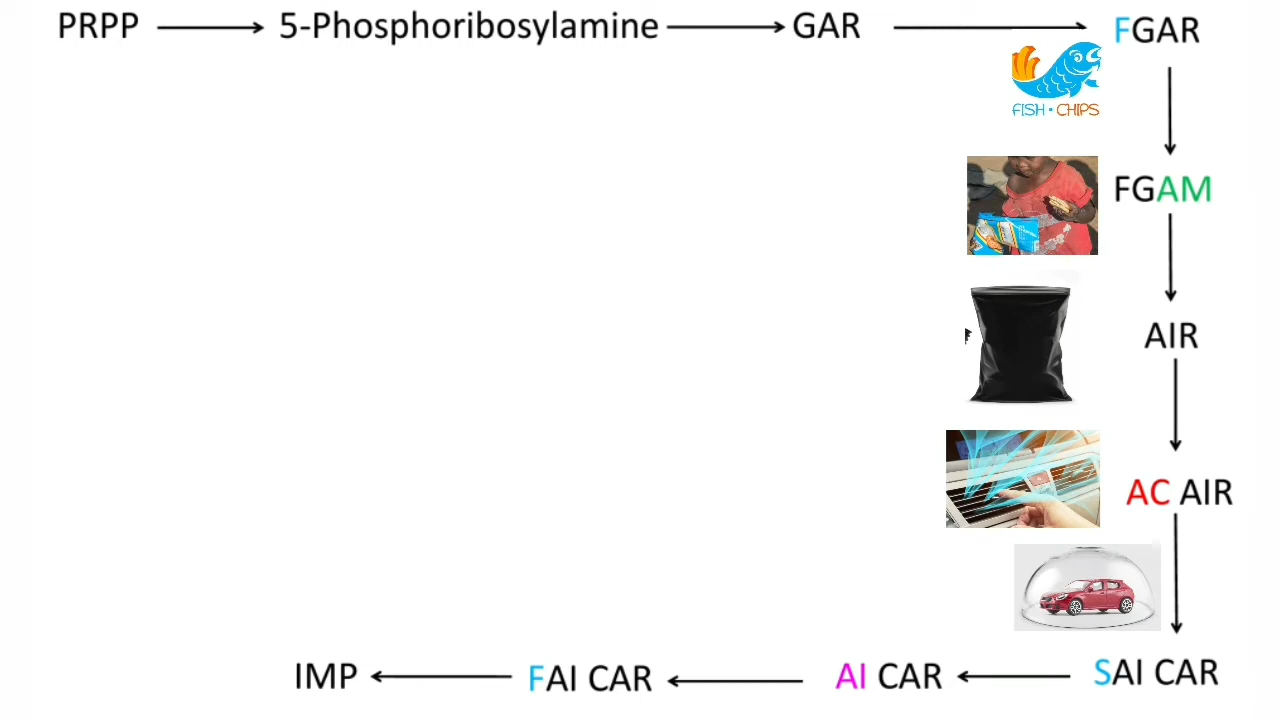 PRPP 5-Phosphoribosylamine GAR FGAR
FISH • CHIPS
FGAM
AIR
AC AIR
IMP FAI CAR AI CAR SAI CAR